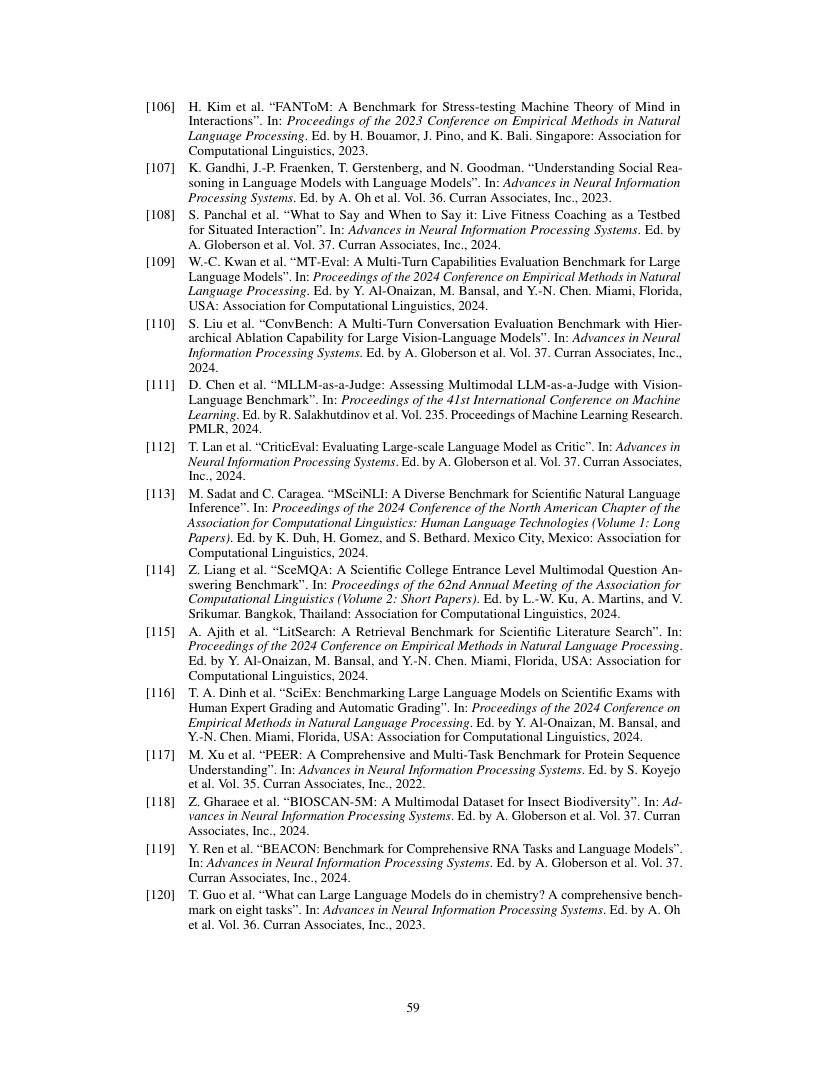 [106] H. Kim et al. “FANToM: A Benchmark for Stress-testing Machine Theory of Mind in
Interactions”. In: Proceedings of the 2023 Conference on Empirical Methods in Natural
Language Processing. Ed. by H. Bouamor, J. Pino, and K. Bali. Singapore: Association for
Computational Linguistics, 2023.
[107] K. Gandhi, J.-P. Fraenken, T. Gerstenberg, and N. Goodman. “Understanding Social Rea-
soning in Language Models with Language Models”. In: Advances in Neural Information
Processing Systems. Ed. by A. Oh et al. Vol. 36. Curran Associates, Inc., 2023.
[108] S. Panchal et al. “What to Say and When to Say it: Live Fitness Coaching as a Testbed
for Situated Interaction”. In: Advances in Neural Information Processing Systems. Ed. by
A. Globerson et al. Vol. 37. Curran Associates, Inc., 2024.
[109] W.-C. Kwan et al. “MT-Eval: A Multi-Turn Capabilities Evaluation Benchmark for Large
Language Models”. In: Proceedings of the 2024 Conference on Empirical Methods in Natural
Language Processing. Ed. by Y. Al-Onaizan, M. Bansal, and Y.-N. Chen. Miami, Florida,
USA: Association for Computational Linguistics, 2024.
[110] S. Liu et al. “ConvBench: A Multi-Turn Conversation Evaluation Benchmark with Hier-
archical Ablation Capability for Large Vision-Language Models”. In: Advances in Neural
Information Processing Systems. Ed. by A. Globerson et al. Vol. 37. Curran Associates, Inc.,
2024.
[111] D. Chen et al. “MLLM-as-a-Judge: Assessing Multimodal LLM-as-a-Judge with Vision-
Language Benchmark”. In: Proceedings of the 41st International Conference on Machine
Learning. Ed. by R. Salakhutdinov et al. Vol. 235. Proceedings of Machine Learning Research.
PMLR, 2024.
[112] T. Lan et al. “CriticEval: Evaluating Large-scale Language Model as Critic”. In: Advances in
Neural Information Processing Systems. Ed. by A. Globerson et al. Vol. 37. Curran Associates,
Inc., 2024.
[113] M. Sadat and C. Caragea. “MSciNLI: A Diverse Benchmark for Scientific Natural Language
Inference”. In: Proceedings of the 2024 Conference of the North American Chapter of the
Association for Computational Linguistics: Human Language Technologies (Volume 1: Long
Papers). Ed. by K. Duh, H. Gomez, and S. Bethard. Mexico City, Mexico: Association for
Computational Linguistics, 2024.
[114] Z. Liang et al. “SceMQA: A Scientific College Entrance Level Multimodal Question An-
swering Benchmark”. In: Proceedings of the 62nd Annual Meeting of the Association for
Computational Linguistics (Volume 2: Short Papers). Ed. by L.-W. Ku, A. Martins, and V.
Srikumar. Bangkok, Thailand: Association for Computational Linguistics, 2024.
[115] A. Ajith et al. “LitSearch: A Retrieval Benchmark for Scientific Literature Search”. In:
Proceedings of the 2024 Conference on Empirical Methods in Natural Language Processing.
Ed. by Y. Al-Onaizan, M. Bansal, and Y.-N. Chen. Miami, Florida, USA: Association for
Computational Linguistics, 2024.
[116] T. A. Dinh et al. “SciEx: Benchmarking Large Language Models on Scientific Exams with
Human Expert Grading and Automatic Grading”. In: Proceedings of the 2024 Conference on
Empirical Methods in Natural Language Processing. Ed. by Y. Al-Onaizan, M. Bansal, and
Y.-N. Chen. Miami, Florida, USA: Association for Computational Linguistics, 2024.
[117] M. Xu et al. “PEER: A Comprehensive and Multi-Task Benchmark for Protein Sequence
Understanding”. In: Advances in Neural Information Processing Systems. Ed. by S. Koyejo
et al. Vol. 35. Curran Associates, Inc., 2022.
[118] Z. Gharaee et al. “BIOSCAN-5M: A Multimodal Dataset for Insect Biodiversity”. In: Ad-
vances in Neural Information Processing Systems. Ed. by A. Globerson et al. Vol. 37. Curran
Associates, Inc., 2024.
[119] Y. Ren et al. “BEACON: Benchmark for Comprehensive RNA Tasks and Language Models”.
In: Advances in Neural Information Processing Systems. Ed. by A. Globerson et al. Vol. 37.
Curran Associates, Inc., 2024.
[120] T. Guo et al. “What can Large Language Models do in chemistry? A comprehensive bench-
mark on eight tasks”. In: Advances in Neural Information Processing Systems. Ed. by A. Oh
et al. Vol. 36. Curran Associates, Inc., 2023.
59